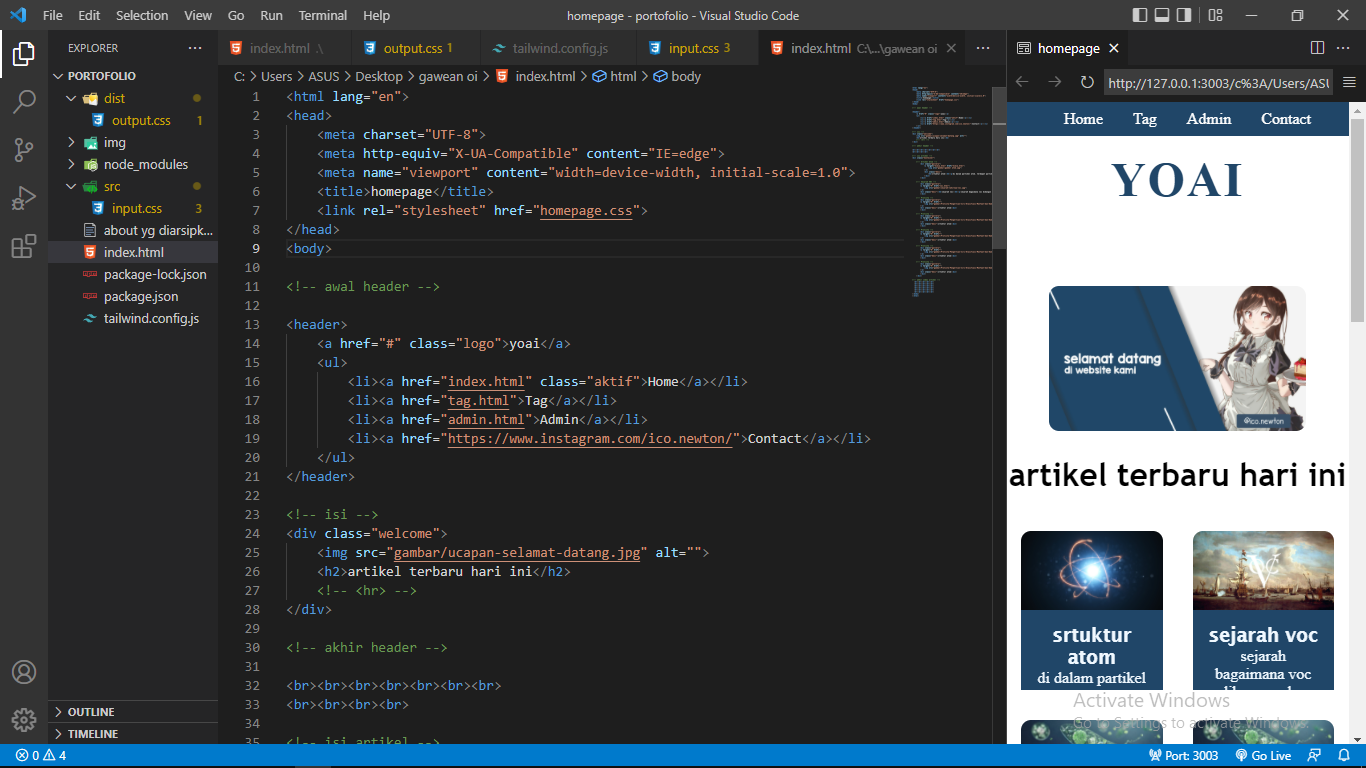 File Edit Selection View Go Run Terminal Help homepage - portofolio - Visual Studio Code
EXPLORER
PORTOFOLIO
dist
output.css 1
img
node_modules
src
input.css 3
about yg diarsipk...
index.html
package-lock.json
package.json
tailwind.config.js
OUTLINE
TIMELINE
index.html .\ output.css 1 tailwind.config.js input.css 3 index.html C:\...\gawean oi
C: > Users > ASUS > Desktop > gawean oi > index.html > html > body
1 <html lang="en">
2 <head>
3 <meta charset="UTF-8">
4 <meta http-equiv="X-UA-Compatible" content="IE=edge">
5 <meta name="viewport" content="width=device-width, initial-scale=1.0">
6 <title>homepage</title>
7 <link rel="stylesheet" href="homepage.css">
8 </head>
9 <body>
10
11 <!-- awal header -->
12
13 <header>
14 <a href="#" class="logo">yoai</a>
15 <ul>
16 <li><a href="index.html" class="aktif">Home</a></li>
17 <li><a href="tag.html">Tag</a></li>
18 <li><a href="admin.html">Admin</a></li>
19 <li><a href="https://www.instagram.com/ico.newton/">Contact</a></li>
20 </ul>
21 </header>
22
23 <!-- isi -->
24 <div class="welcome">
25 <img src="gambar/ucapan-selamat-datang.jpg" alt="">
26 <h2>artikel terbaru hari ini</h2>
27 <!-- <hr> -->
28 </div>
29
30 <!-- akhir header -->
31
32 <br><br><br><br><br><br><br>
33 <br><br><br><br>
34
35 <!-- isi artikel -->
homepage
http://127.0.0.1:3003/c%3A/Users/ASU
Home Tag Admin Contact
YOAI
selamat datang
di website kami
@ico.newton
artikel terbaru hari ini
srtuktur
atom
di dalam partikel
VOC
sejarah voc
sejarah
bagaimana voc
Activate Windows
Go to Settings to activate Windows.
0 4 Port: 3003 Go Live